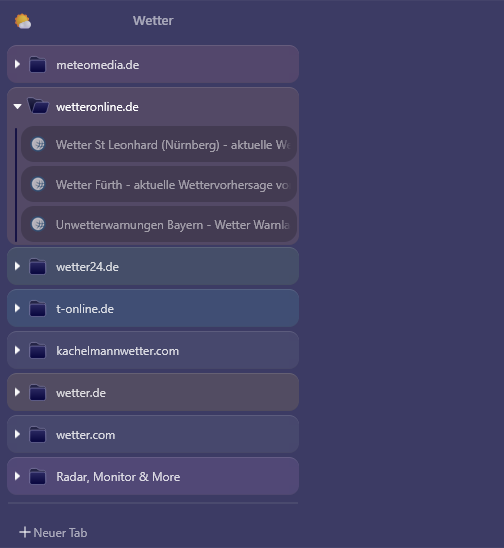 Wetter
meteomedia.de
wetteronline.de
Wetter St Leonhard (Nürnberg) - aktuelle We
Wetter Fürth - aktuelle Wettervorhersage vo
Unwetterwarnungen Bayern - Wetter Warnla
wetter24.de
t-online.de
kachelmannwetter.com
wetter.de
wetter.com
Radar, Monitor & More
Neuer Tab